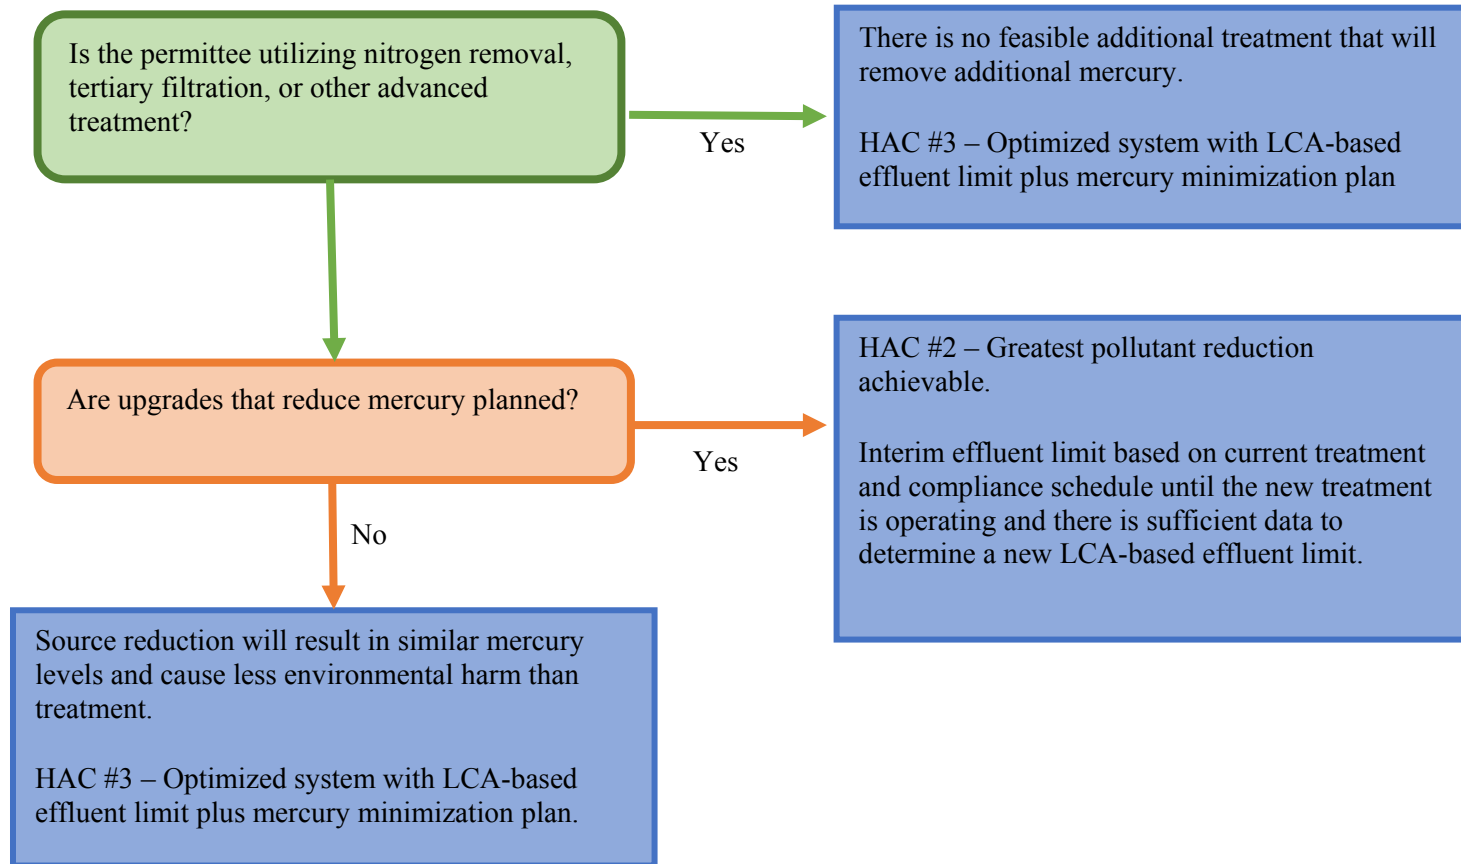 Is the permittee utilizing nitrogen removal,
tertiary filtration, or other advanced
treatment?
Yes
There is no feasible additional treatment that will
remove additional mercury.
HAC #3 – Optimized system with LCA-based
effluent limit plus mercury minimization plan
Are upgrades that reduce mercury planned?
Yes
HAC #2 – Greatest pollutant reduction
achievable.
Interim effluent limit based on current treatment
and compliance schedule until the new treatment
is operating and there is sufficient data to
determine a new LCA-based effluent limit.
No
Source reduction will result in similar mercury
levels and cause less environmental harm than
treatment.
HAC #3 – Optimized system with LCA-based
effluent limit plus mercury minimization plan.